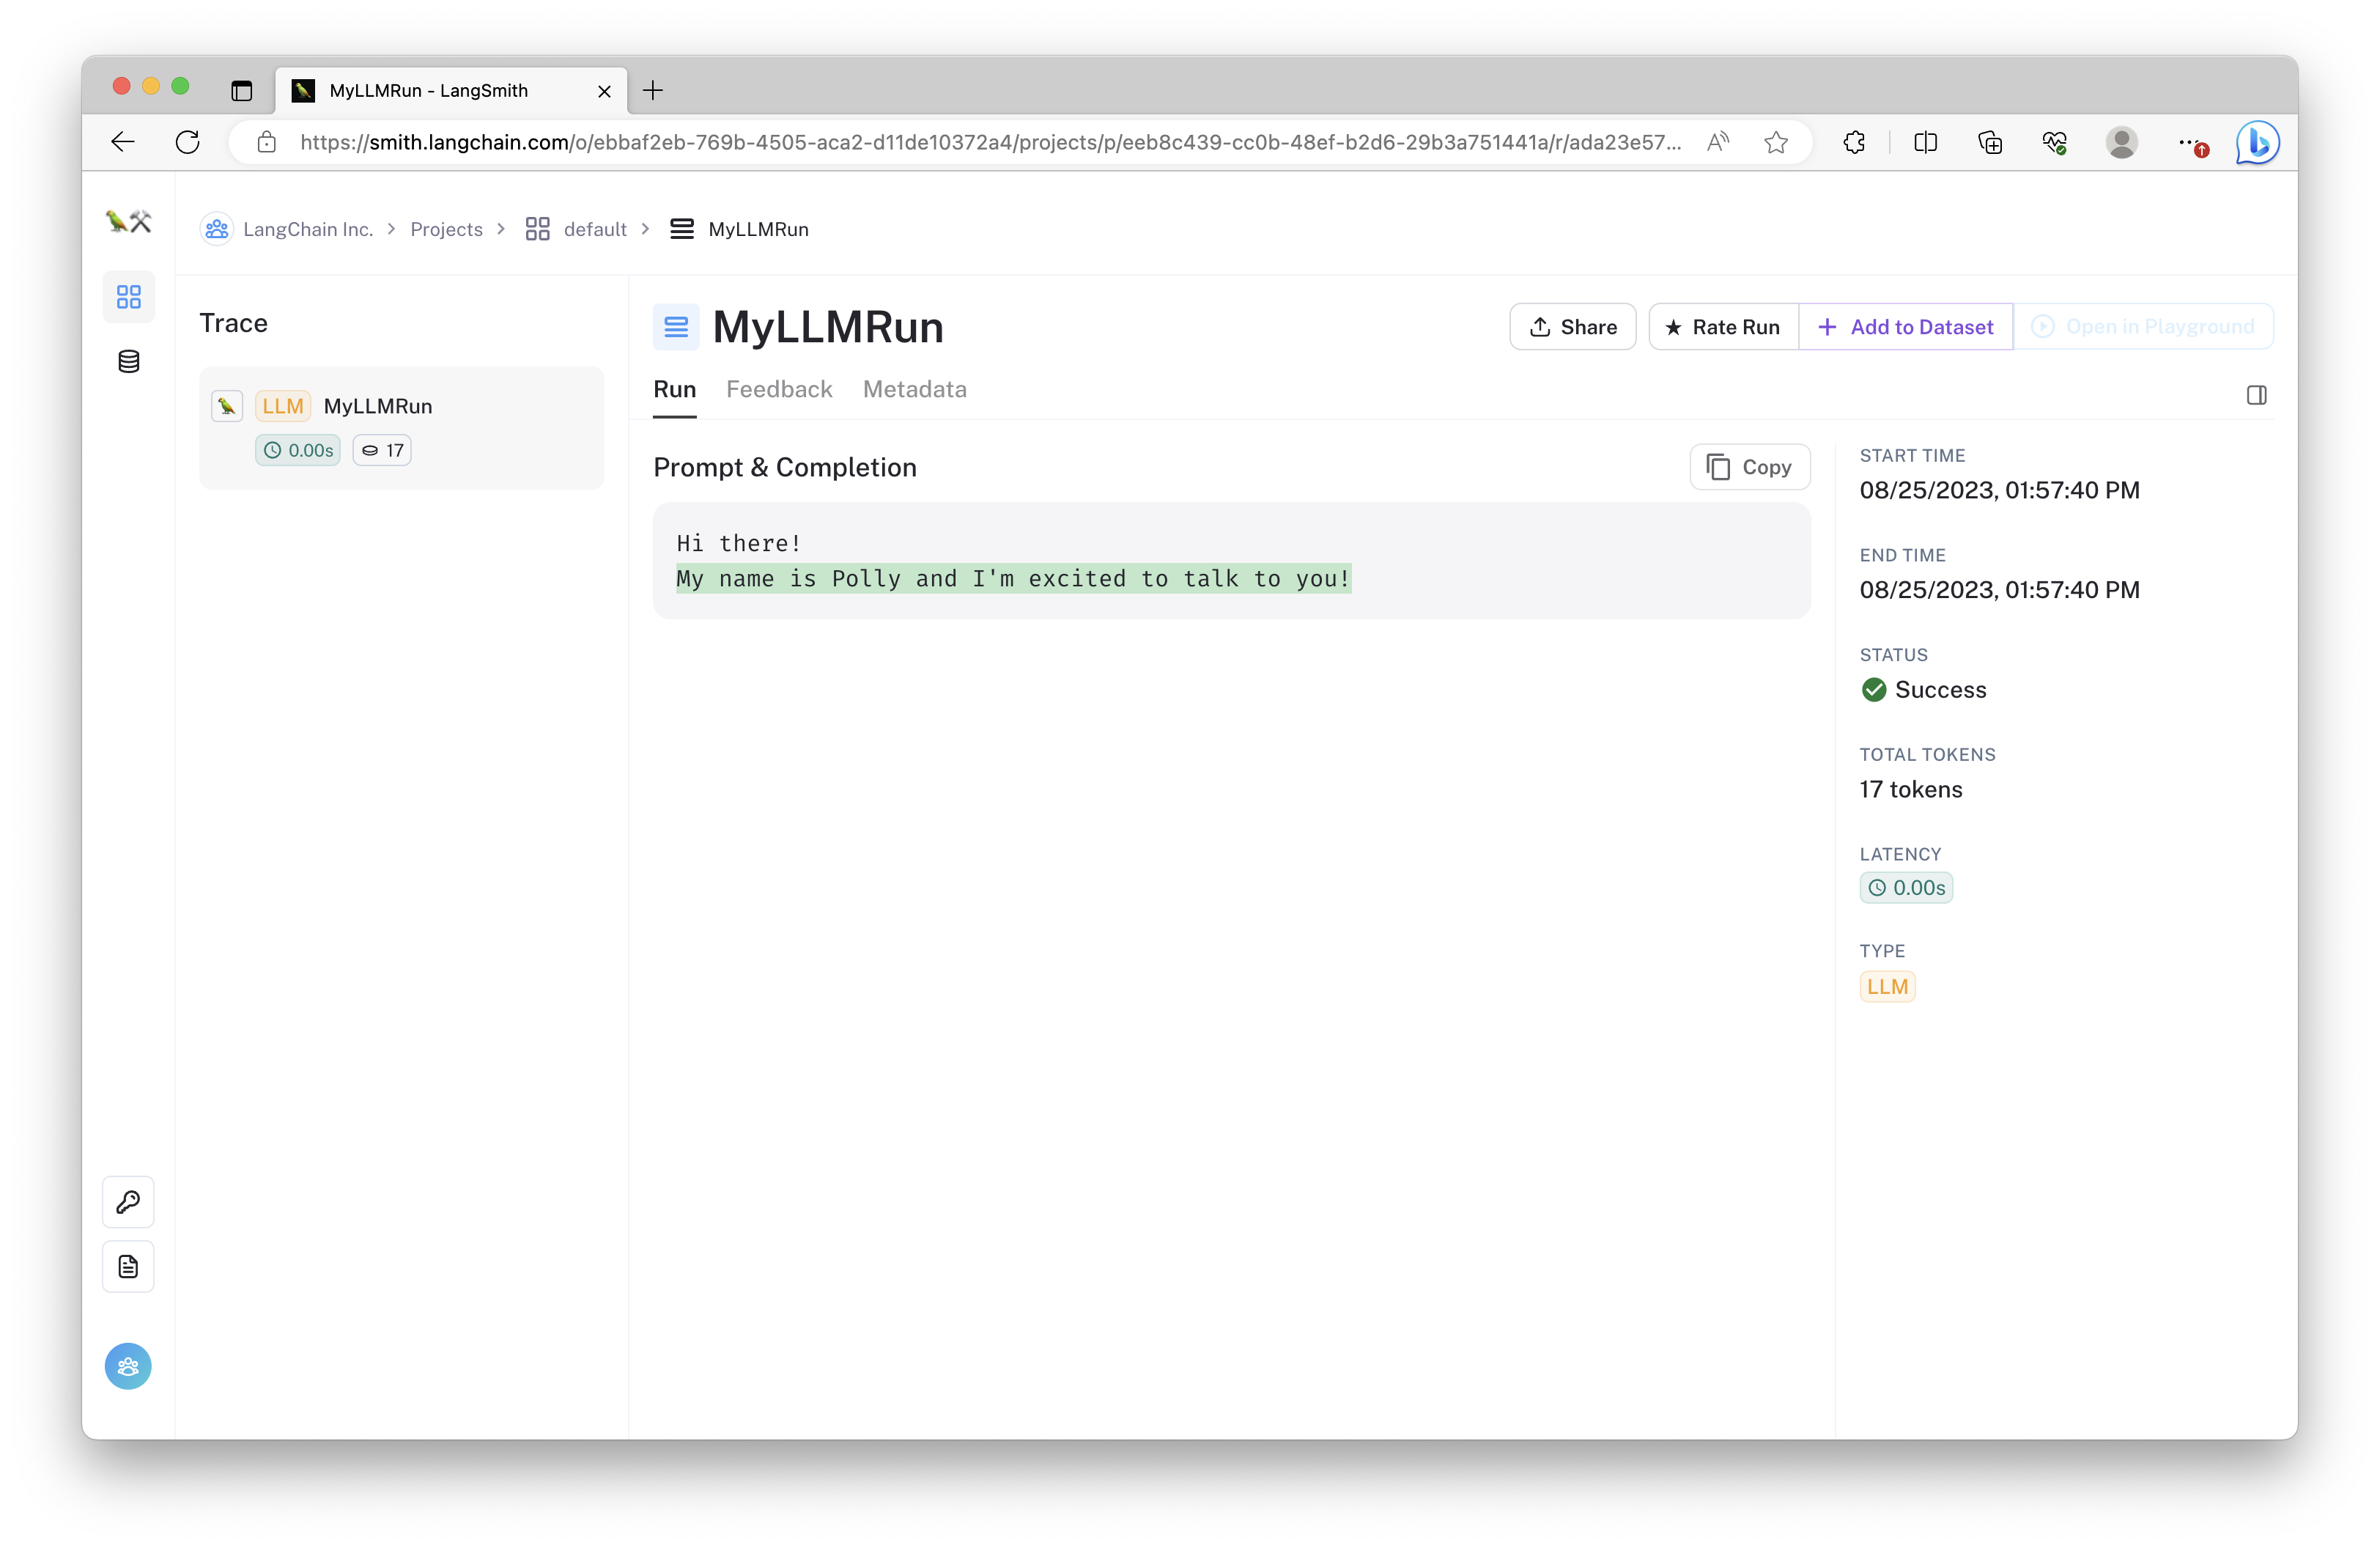 MyLLMRun - LangSmith
https://smith.langchain.com/o/ebbaf2eb-769b-4505-aca2-d11de10372a4/projects/p/eeb8c439-cc0b-48ef-b2d6-29b3a751441a/r/ada23e57...
LangChain Inc. > Projects > default > MyLLMRun
Trace
LLM MyLLMRun
0.00s 17
MyLLMRun
Share
Rate Run
Add to Dataset
Open in Playground
Run Feedback Metadata
Prompt & Completion
Copy
Hi there!
My name is Polly and I'm excited to talk to you!
START TIME
08/25/2023, 01:57:40 PM
END TIME
08/25/2023, 01:57:40 PM
STATUS
Success
TOTAL TOKENS
17 tokens
LATENCY
0.00s
TYPE
LLM